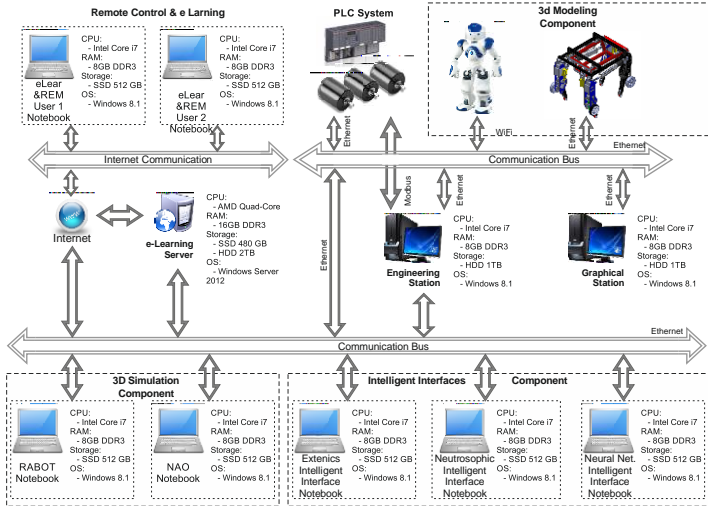 Remote Control & e Larning
PLC System
3d Modeling
Component
CPU:
- Intel Core i7
RAM:
- 8GB DDR3
Storage:
- SSD 512 GB
OS:
- Windows 8.1
eLear
&REM
User 1
Notebook
CPU:
- Intel Core i7
RAM:
- 8GB DDR3
Storage:
- SSD 512 GB
OS:
- Windows 8.1
eLear
&REM
User 2
Notebook
Ethernet
WiFi
Ethernet
Ethernet
Internet Communication
Communication Bus
Internet
e-Learning
Server
CPU:
- AMD Quad-Core
RAM:
- 16GB DDR3
Storage:
- SSD 480 GB
- HDD 2TB
OS:
- Windows Server
2012
Ethernet
Modbus
Ethernet
Ethernet
Engineering
Station
CPU:
- Intel Core i7
RAM:
- 8GB DDR3
Storage:
- HDD 1TB
OS:
- Windows 8.1
Graphical
Station
CPU:
- Intel Core i7
RAM:
- 8GB DDR3
Storage:
- HDD 1TB
OS:
- Windows 8.1
Ethernet
Communication Bus
3D Simulation
Component
Intelligent Interfaces
Component
RABOT
Notebook
CPU:
- Intel Core i7
RAM:
- 8GB DDR3
Storage:
- SSD 512 GB
OS:
- Windows 8.1
NAO
Notebook
CPU:
- Intel Core i7
RAM:
- 8GB DDR3
Storage:
- SSD 512 GB
OS:
- Windows 8.1
Extenics
Intelligent
Interface
Notebook
CPU:
- Intel Core i7
RAM:
- 8GB DDR3
Storage:
- SSD 512 GB
OS:
- Windows 8.1
Neutrosophic
Intelligent
Interface
Notebook
CPU:
- Intel Core i7
RAM:
- 8GB DDR3
Storage:
- SSD 512 GB
OS:
- Windows 8.1
Neural Net.
Intelligent
Interface
Notebook
CPU:
- Intel Core i7
RAM:
- 8GB DDR3
Storage:
- SSD 512 GB
OS:
- Windows 8.1